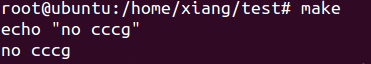 root@ubuntu:/home/xiang/test# make
echo "no cccg"
no cccg